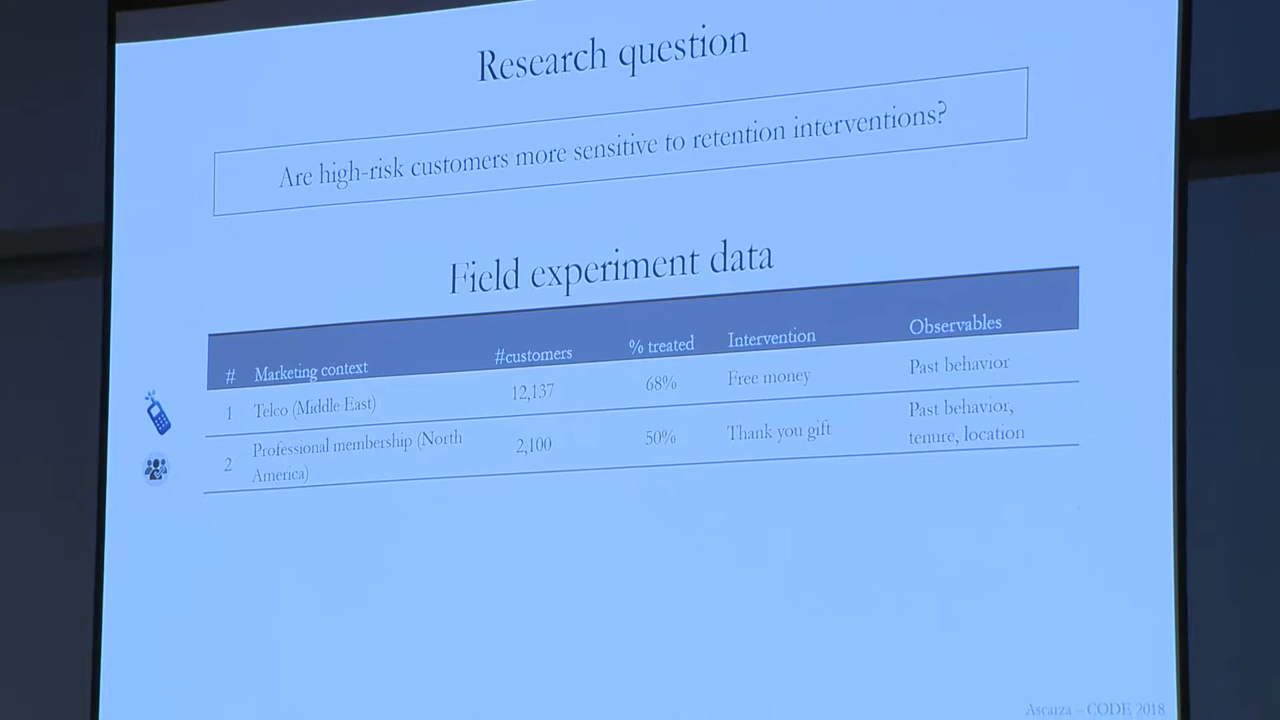 Research question
Are high-risk customers more sensitive to retention interventions?
Field experiment data
# Marketing context #customers % treated Intervention Observables
1 Telco (Middle East) 12,137 68% Free money Past behavior
2 Professional membership (North America) 2,100 50% Thank you gift Past behavior, tenure, location
Ascarza – CODE 2018